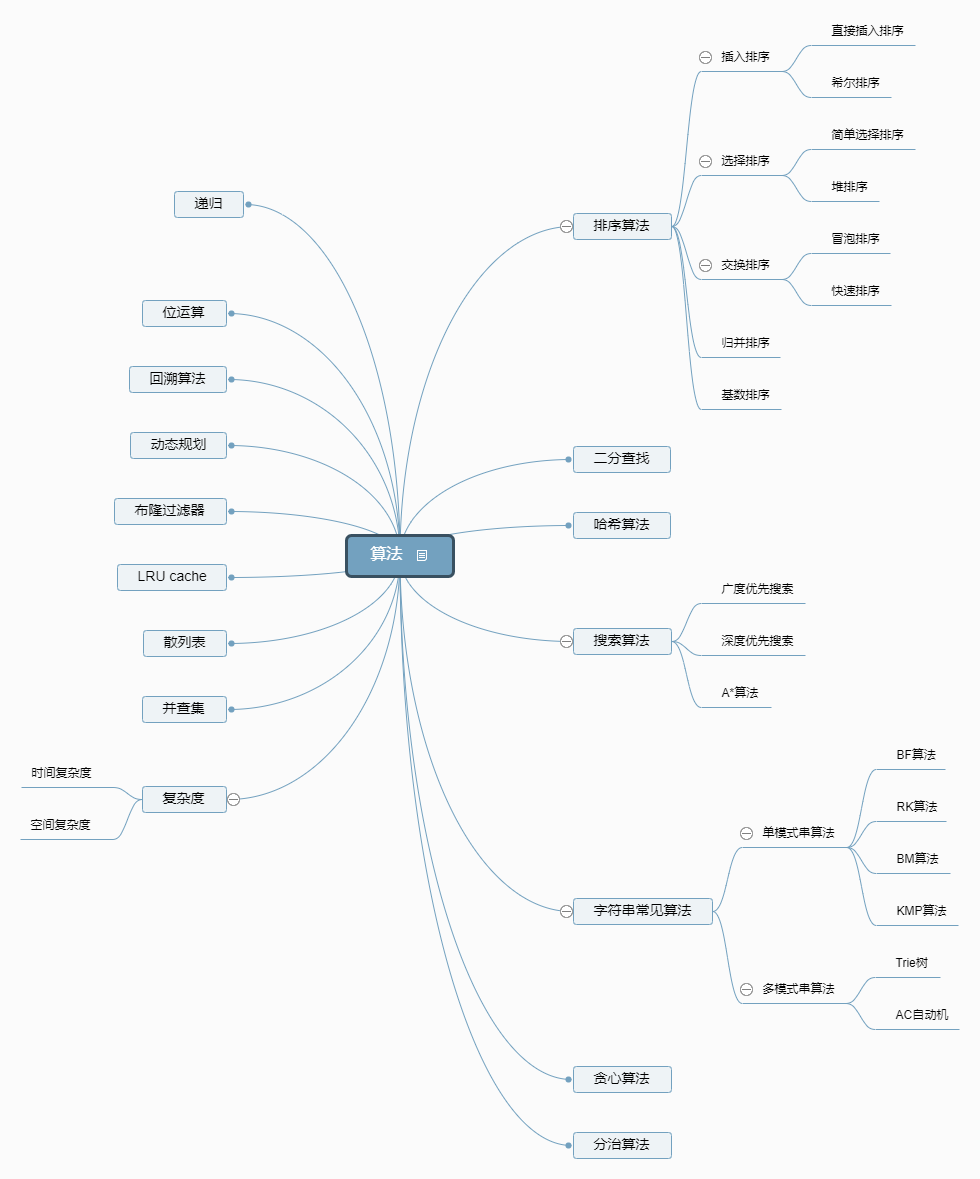 算法
排序算法
插入排序
直接插入排序
希尔排序
选择排序
简单选择排序
堆排序
交换排序
冒泡排序
快速排序
归并排序
基数排序
二分查找
哈希算法
搜索算法
广度优先搜索
深度优先搜索
A*算法
字符串常见算法
单模式串算法
BF算法
RK算法
BM算法
KMP算法
多模式串算法
Trie树
AC自动机
贪心算法
分治算法
递归
位运算
回溯算法
动态规划
布隆过滤器
LRU cache
散列表
并查集
复杂度
时间复杂度
空间复杂度